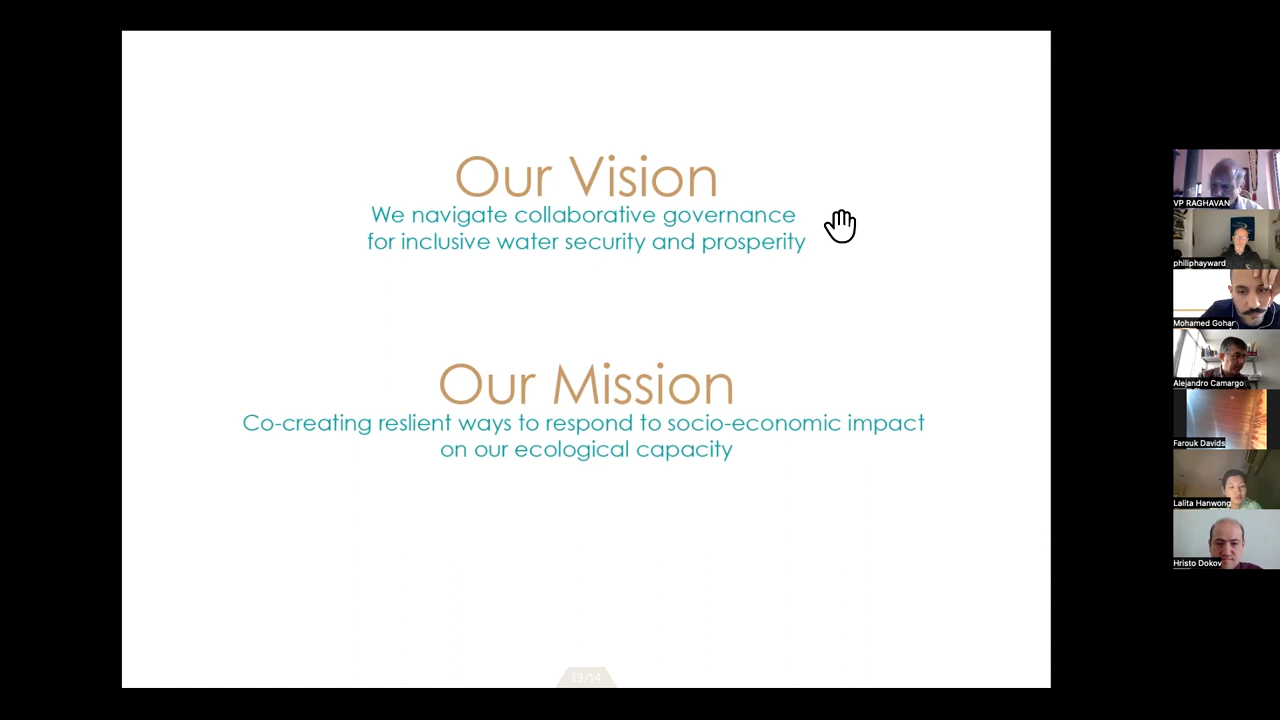 Our Vision
We navigate collaborative governance
for inclusive water security and prosperity
Our Mission
Co-creating reslient ways to respond to socio-economic impact
on our ecological capacity
13/14
VP RAGHAVAN
philiphayward
Mohamed Gohar
Alejandro Camargo
Farouk Davids
Lalita Hanwong
Hristo Dokov